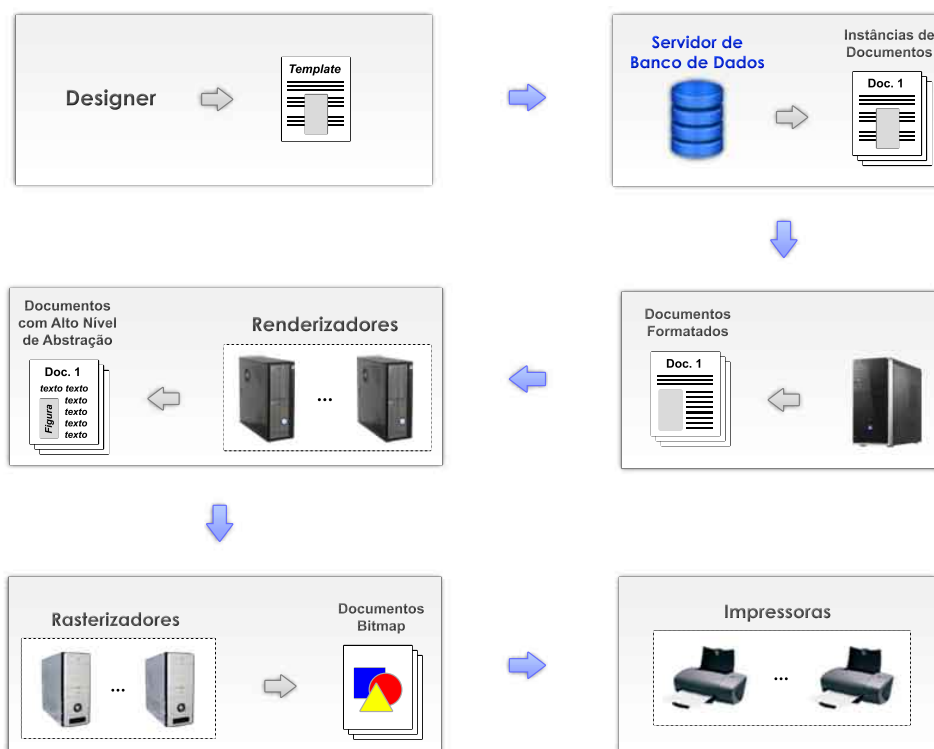 Designer
Template
Servidor de
Banco de Dados
Instâncias de
Documentos
Doc. 1
Documentos
com Alto Nível
de Abstração
Doc. 1
texto texto
texto
texto
texto
texto
Figura
Renderizadores
...
Documentos
Formatados
Doc. 1
Rasterizadores
...
Documentos
Bitmap
Impressoras
...